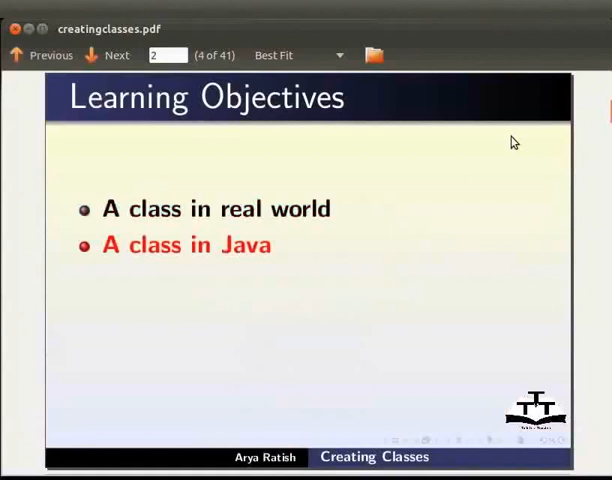 creatingclasses.pdf
Previous Next 2 (4 of 41) Best Fit
Learning Objectives
A class in real world
A class in Java
TTT
Arya Ratish Creating Classes